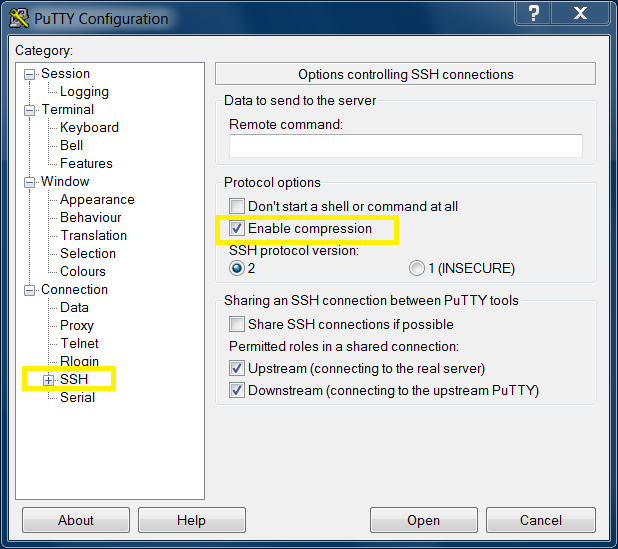 PuTTY Configuration
Category:
Session
Logging
Terminal
Keyboard
Bell
Features
Window
Appearance
Behaviour
Translation
Selection
Colours
Connection
Data
Proxy
Telnet
Rlogin
SSH
Serial
Options controlling SSH connections
Data to send to the server
Remote command:
Protocol options
Don't start a shell or command at all
Enable compression
SSH protocol version:
2
1 (INSECURE)
Sharing an SSH connection between PuTTY tools
Share SSH connections if possible
Permitted roles in a shared connection:
Upstream (connecting to the real server)
Downstream (connecting to the upstream PuTTY)
About
Help
Open
Cancel